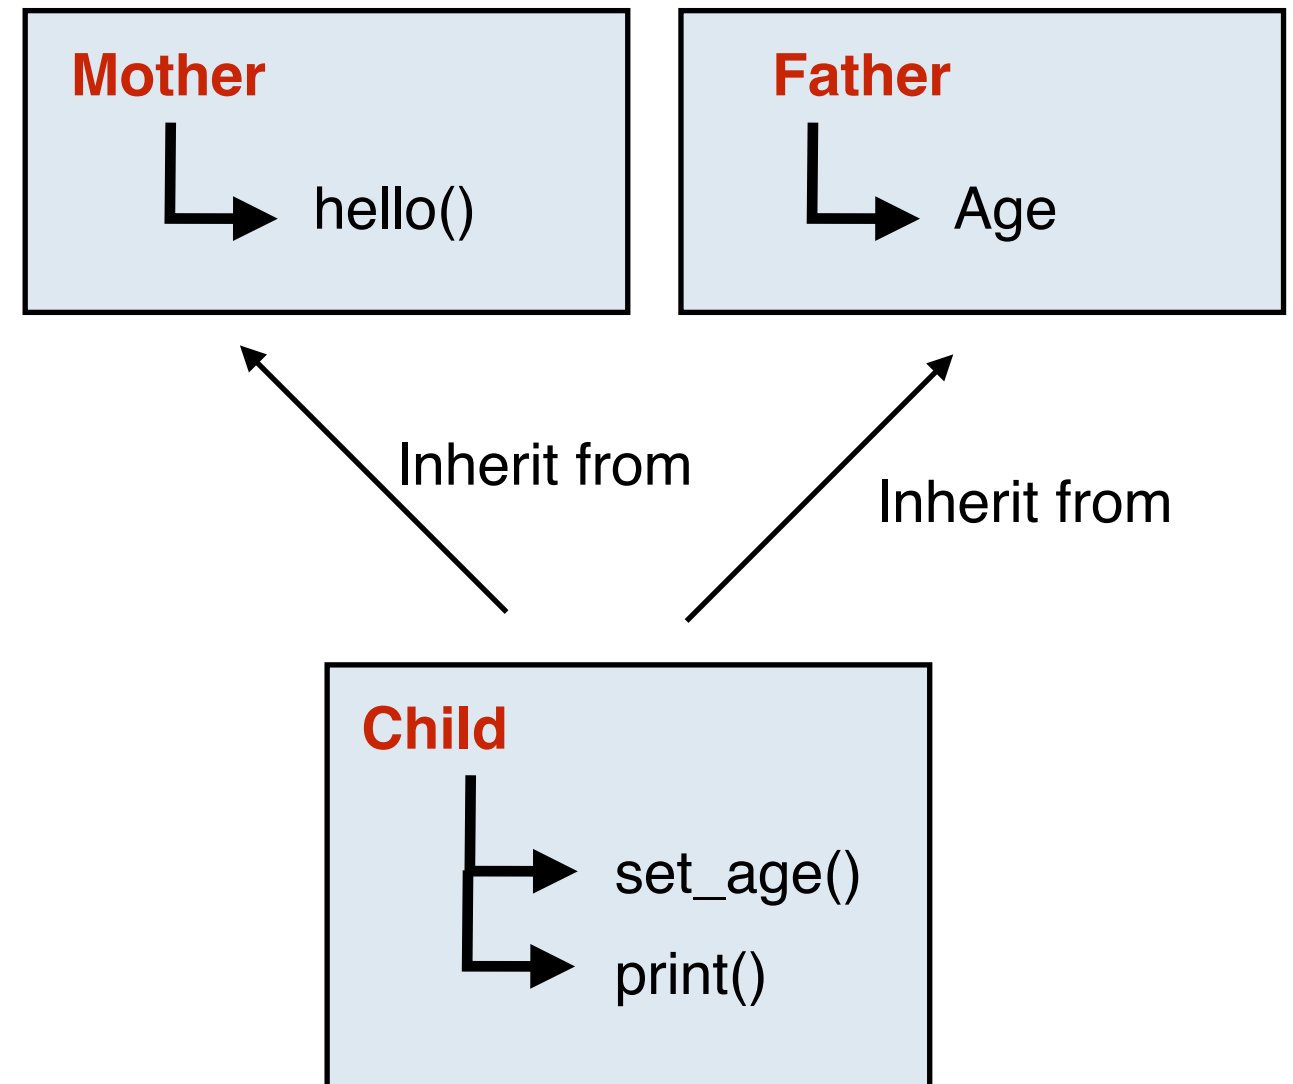 Mother
hello()
Father
Age
Inherit from
Inherit from
Child
set_age()
print()